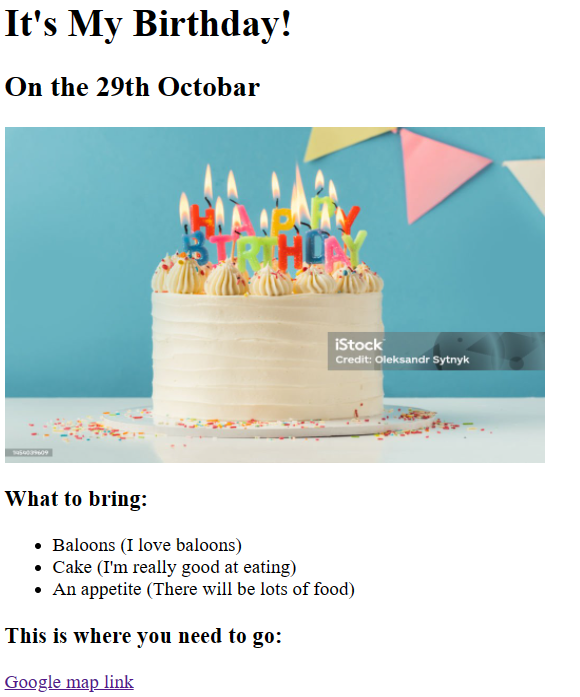 It's My Birthday!
On the 29th Octobar
HAPPY
BIRTHDAY
iStock
Credit: Oleksandr Sytnyk
1454039609
What to bring:
Baloons (I love baloons)
Cake (I'm really good at eating)
An appetite (There will be lots of food)
This is where you need to go:
Google map link